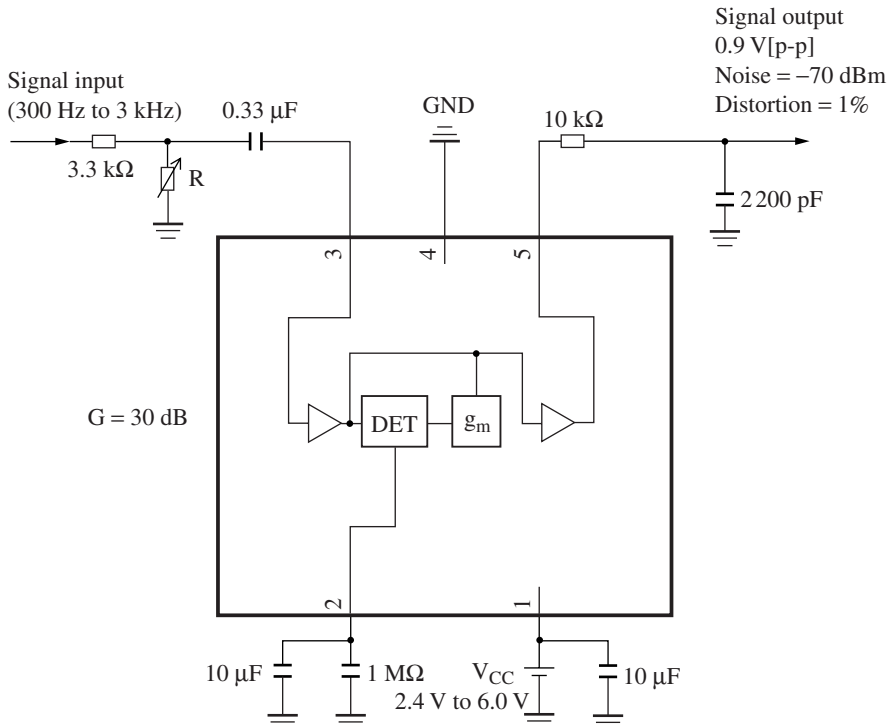 Signal output
0.9 V[p-p]
Noise = −70 dBm
Distortion = 1%
Signal input
(300 Hz to 3 kHz)
0.33 µF
GND
10 kΩ
3.3 kΩ
R
2 200 pF
3
4
5
G = 30 dB
DET
gm
2
1
10 µF
1 MΩ
VCC
2.4 V to 6.0 V
10 µF